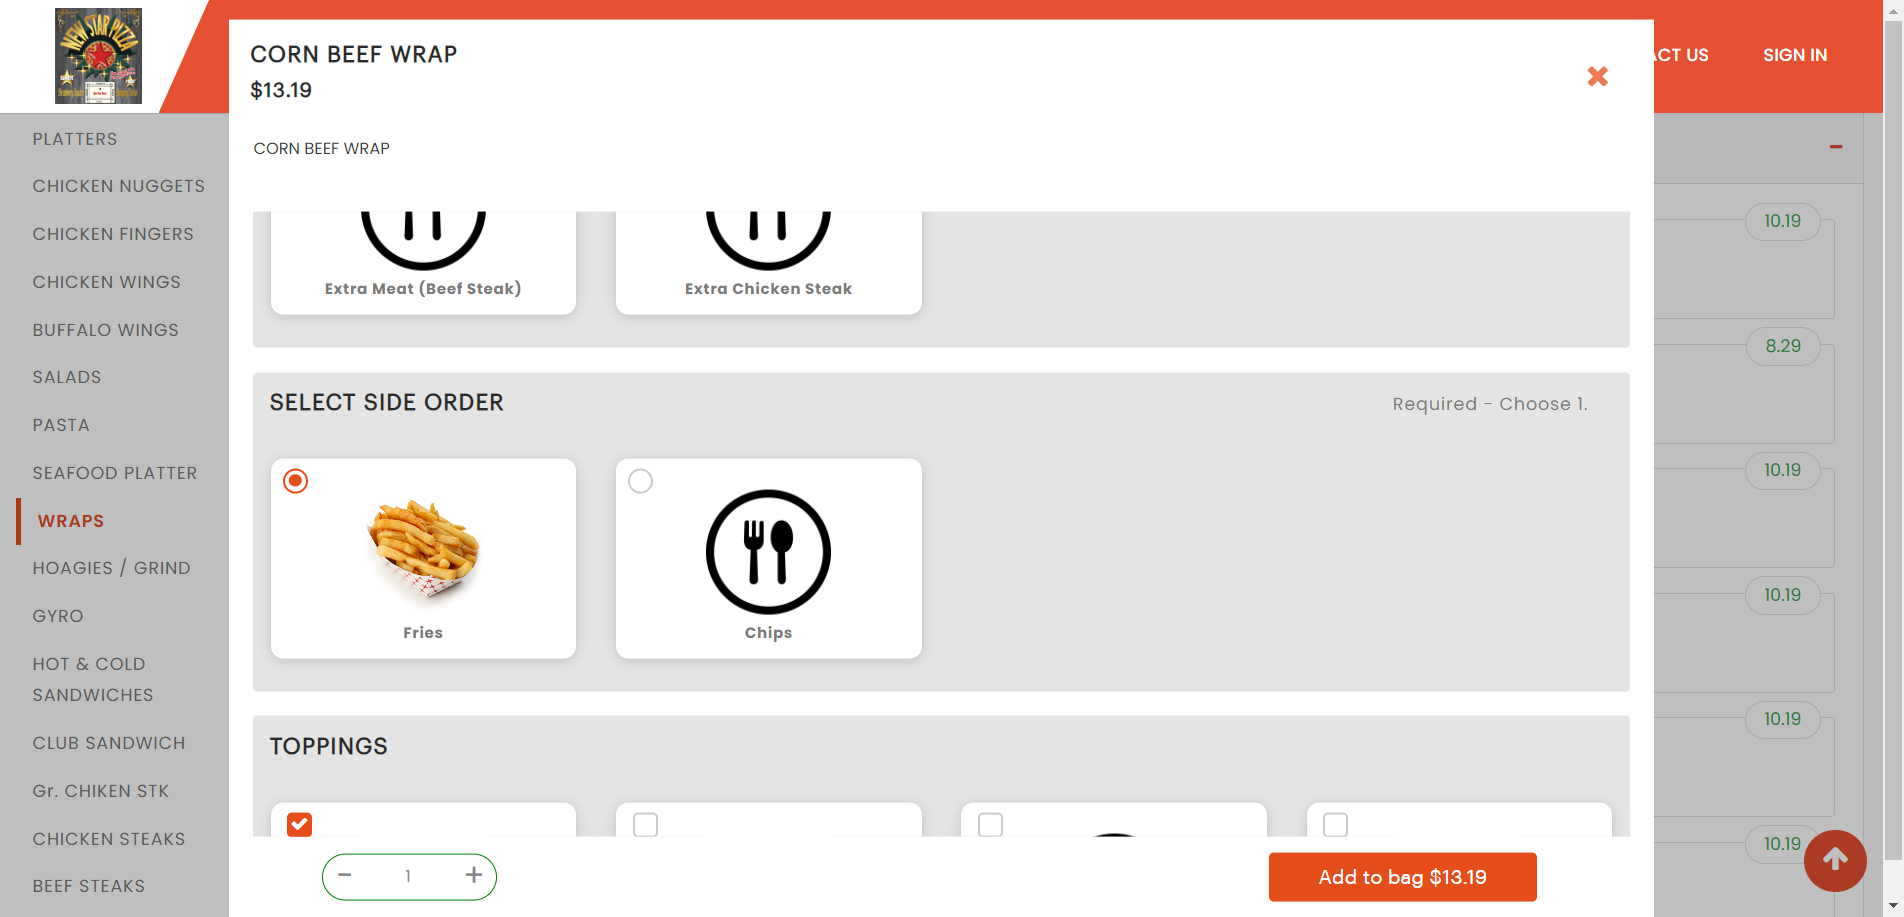 NEW STAR PIZZA
CT US
SIGN IN
CORN BEEF WRAP
$13.19
CORN BEEF WRAP
PLATTERS
CHICKEN NUGGETS
CHICKEN FINGERS
CHICKEN WINGS
BUFFALO WINGS
SALADS
PASTA
SEAFOOD PLATTER
WRAPS
HOAGIES / GRIND
GYRO
HOT & COLD
SANDWICHES
CLUB SANDWICH
Gr. CHIKEN STK
CHICKEN STEAKS
BEEF STEAKS
Extra Meat (Beef Steak)
Extra Chicken Steak
SELECT SIDE ORDER
Required - Choose 1.
Fries
Chips
TOPPINGS
1
Add to bag $13.19
10.19
8.29
10.19
10.19
10.19
10.19